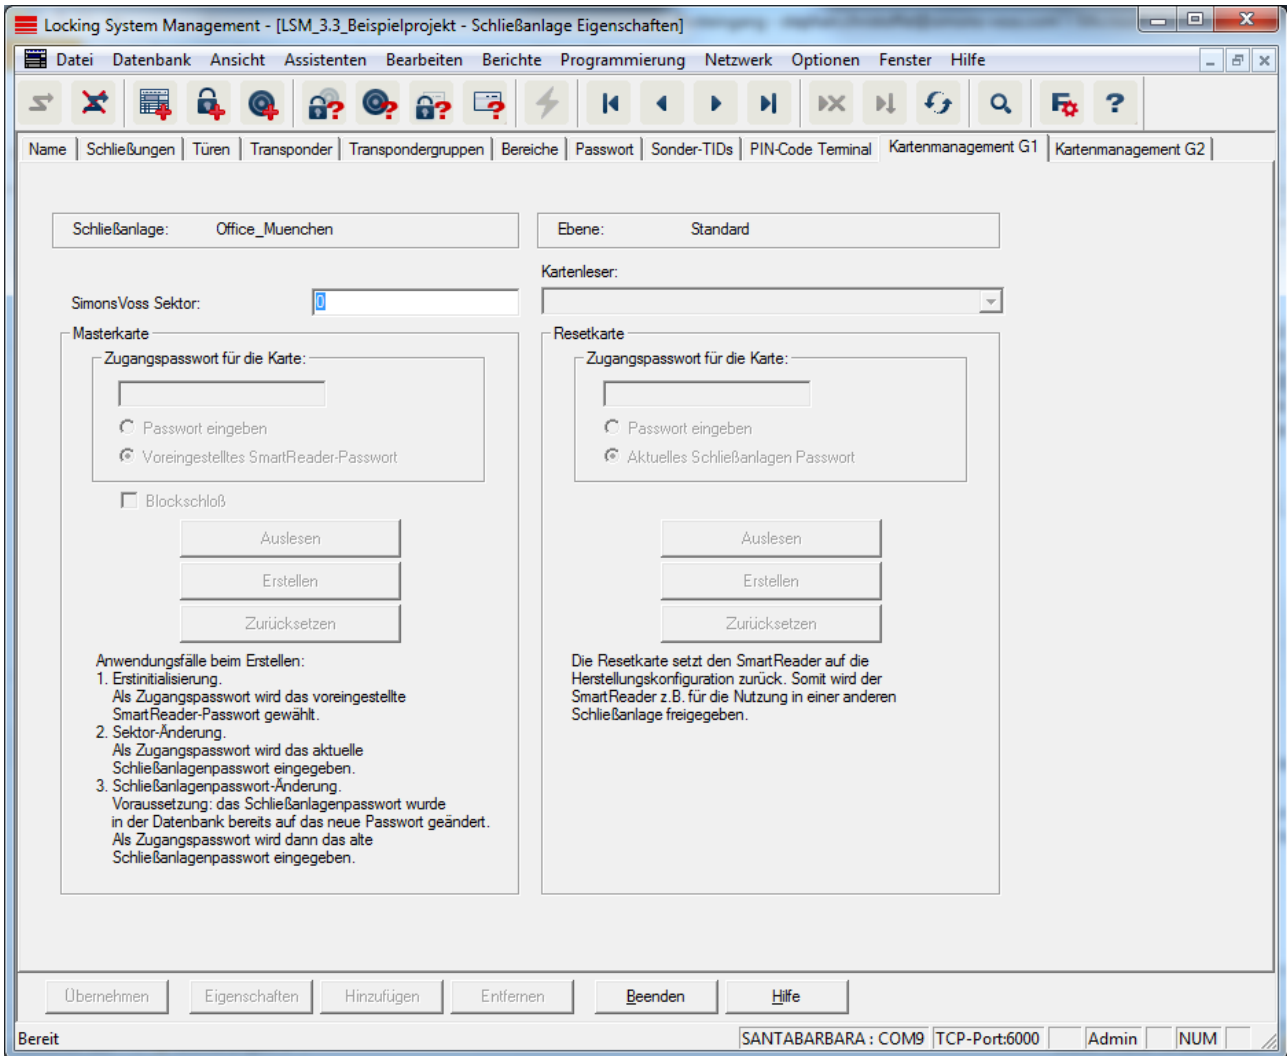 Locking System Management - [LSM_3.3_Beispielprojekt - Schließanlage Eigenschaften]
Datei Datenbank Ansicht Assistenten Bearbeiten Berichte Programmierung Netzwerk Optionen Fenster Hilfe
Name Schließungen Türen Transponder Transpondergruppen Bereiche Passwort Sonder-TIDs PIN-Code Terminal Kartenmanagement G1 Kartenmanagement G2
Schließanlage: Office_Muenchen
Ebene: Standard
Kartenleser:
SimonsVoss Sektor: 0
Masterkarte
Zugangspasswort für die Karte:
Passwort eingeben
Voreingestelltes SmartReader-Passwort
Blockschloß
Auslesen
Erstellen
Zurücksetzen
Anwendungsfälle beim Erstellen:
1. Erstinitialisierung.
Als Zugangspasswort wird das voreingestellte
SmartReader-Passwort gewählt.
2. Sektor-Änderung.
Als Zugangspasswort wird das aktuelle
Schließanlagenpasswort eingegeben.
3. Schließanlagenpasswort-Änderung.
Voraussetzung: das Schließanlagenpasswort wurde
in der Datenbank bereits auf das neue Passwort geändert.
Als Zugangspasswort wird dann das alte
Schließanlagenpasswort eingegeben.
Resetkarte
Zugangspasswort für die Karte:
Passwort eingeben
Aktuelles Schließanlagen Passwort
Auslesen
Erstellen
Zurücksetzen
Die Resetkarte setzt den SmartReader auf die
Herstellungskonfiguration zurück. Somit wird der
SmartReader z.B. für die Nutzung in einer anderen
Schließanlage freigegeben.
Übernehmen Eigenschaften Hinzufügen Entfernen Beenden Hilfe
Bereit SANTABARBARA : COM9 TCP-Port:6000 Admin NUM